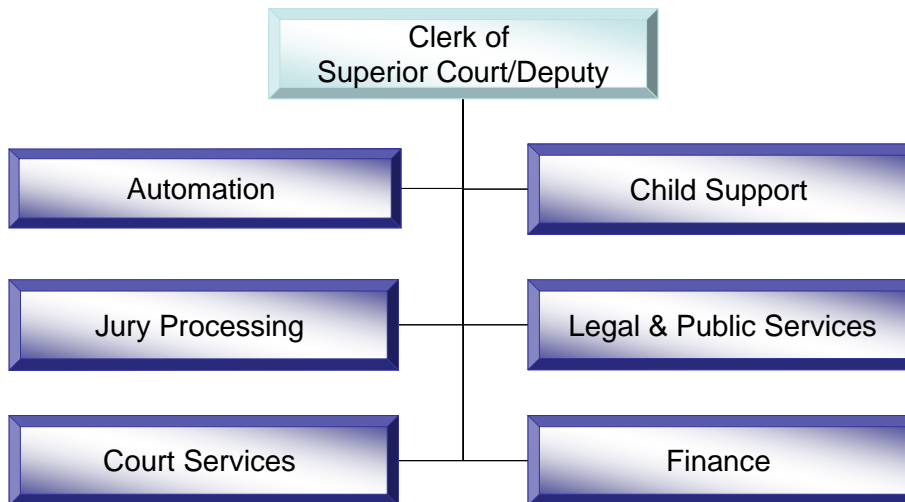 Clerk of
Superior Court/Deputy
Automation
Child Support
Jury Processing
Legal & Public Services
Court Services
Finance